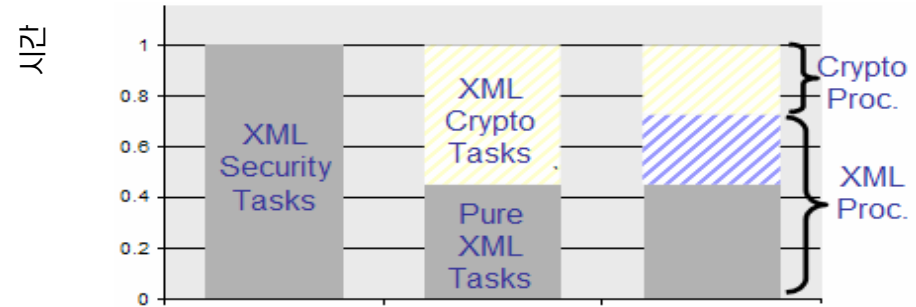 시간
1
0.8
0.6
0.4
0.2
0
XML
Security
Tasks
XML
Crypto
Tasks
Pure
XML
Tasks
Crypto
Proc.
XML
Proc.